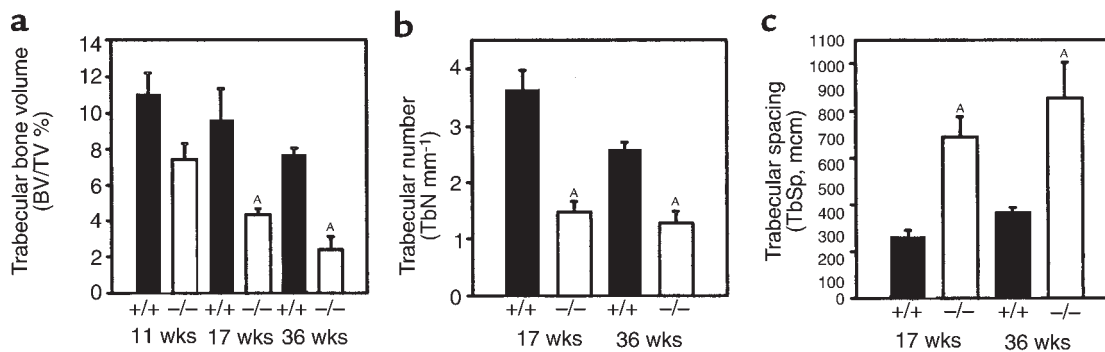 a
Trabecular bone volume
(BV/TV %)
14
12
10
8
6
4
2
0
A
A
+/+ –/– +/+ –/– +/+ –/–
11 wks 17 wks 36 wks
b
Trabecular number
(TbN mm⁻¹)
4
3
2
1
0
A
A
+/+ –/– +/+ –/–
17 wks 36 wks
c
Trabecular spacing
(TbSp, mcm)
1100
1000
900
800
700
600
500
400
300
200
100
0
A
A
+/+ –/– +/+ –/–
17 wks 36 wks